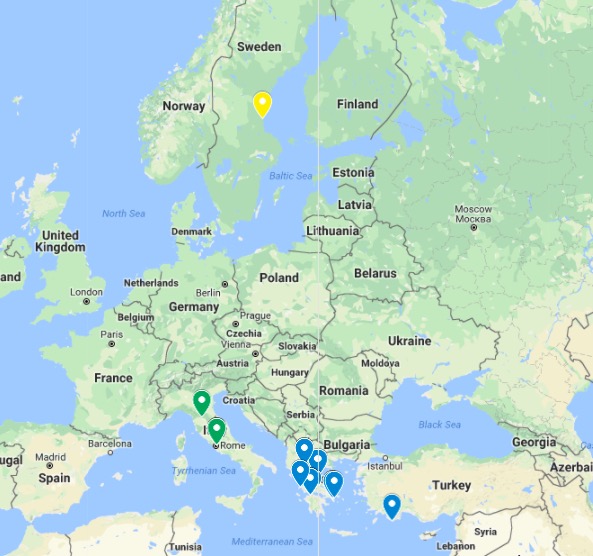 Sweden
Norway
Finland
Baltic Sea
Estonia
Latvia
North Sea
Moscow
Москва
Denmark
Lithuania
United
Kingdom
Belarus
and
London
Netherlands
Berlin
Poland
Germany
Belgium
Prague
Paris
Czechia
Ukraine
Vienna
Slovakia
Austria
Moldova
France
Hungary
Romania
Croatia
Serbia
Black Sea
Rome
Bulgaria
Georgia
Barcelona
Madrid
ugal
Spain
Istanbul
Azerbai
Tyrrhenian Sea
Turkey
Syria
Mediterranean Sea
Tunisia
Lebanon